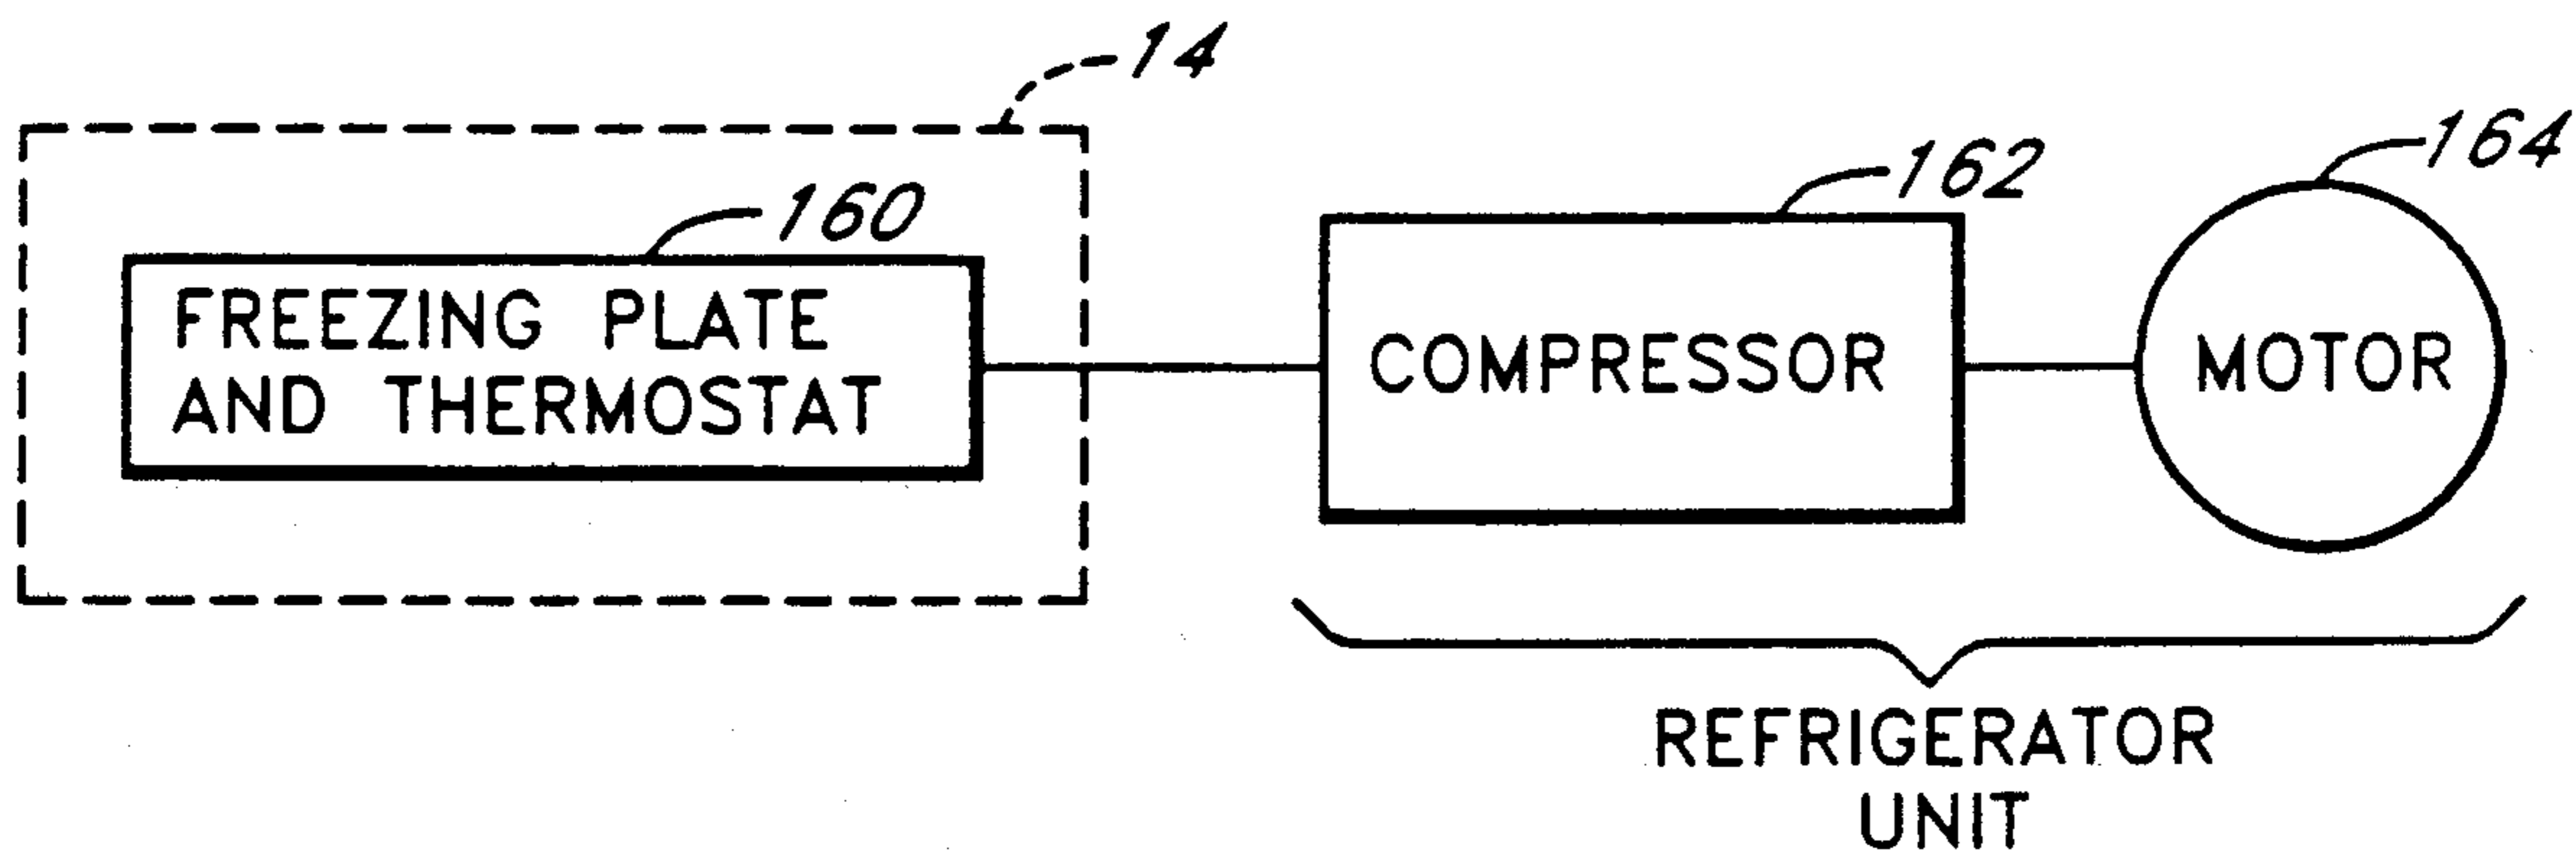 14
160
162
164
FREEZING PLATE
AND THERMOSTAT
COMPRESSOR
MOTOR
REFRIGERATOR
UNIT